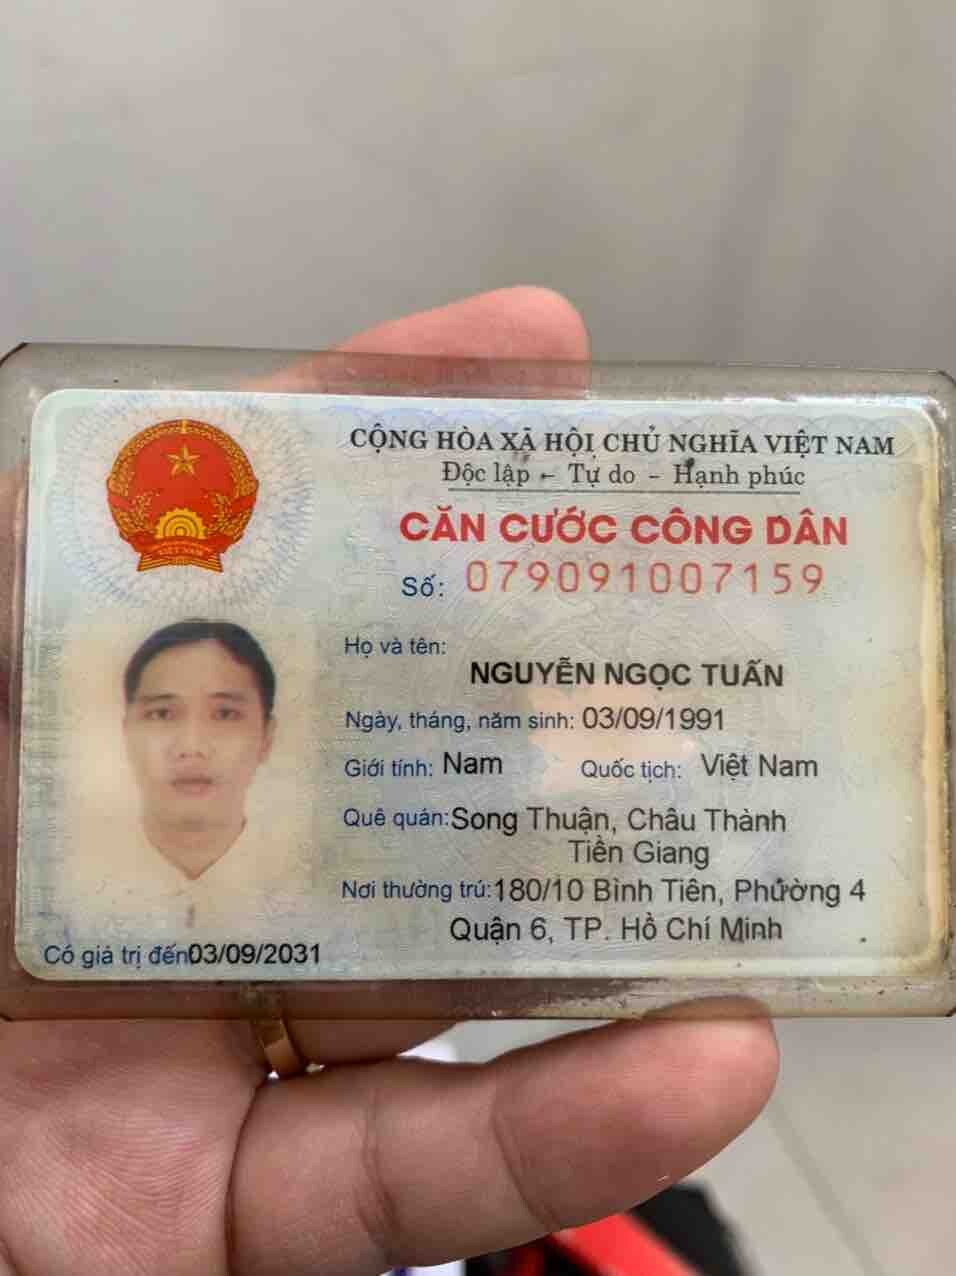 CỘNG HÒA XÃ HỘI CHỦ NGHĨA VIỆT NAM
Độc lập - Tự do - Hạnh phúc
CĂN CƯỚC CÔNG DÂN
Số: 079091007159
Họ và tên:
NGUYỄN NGỌC TUẤN
Ngày, tháng, năm sinh: 03/09/1991
Giới tính: Nam Quốc tịch: Việt Nam
Quê quán: Song Thuận, Châu Thành
Tiền Giang
Nơi thường trú: 180/10 Bình Tiên, Phường 4
Quận 6, TP. Hồ Chí Minh
Có giá trị đến 03/09/2031
VIỆT NAM